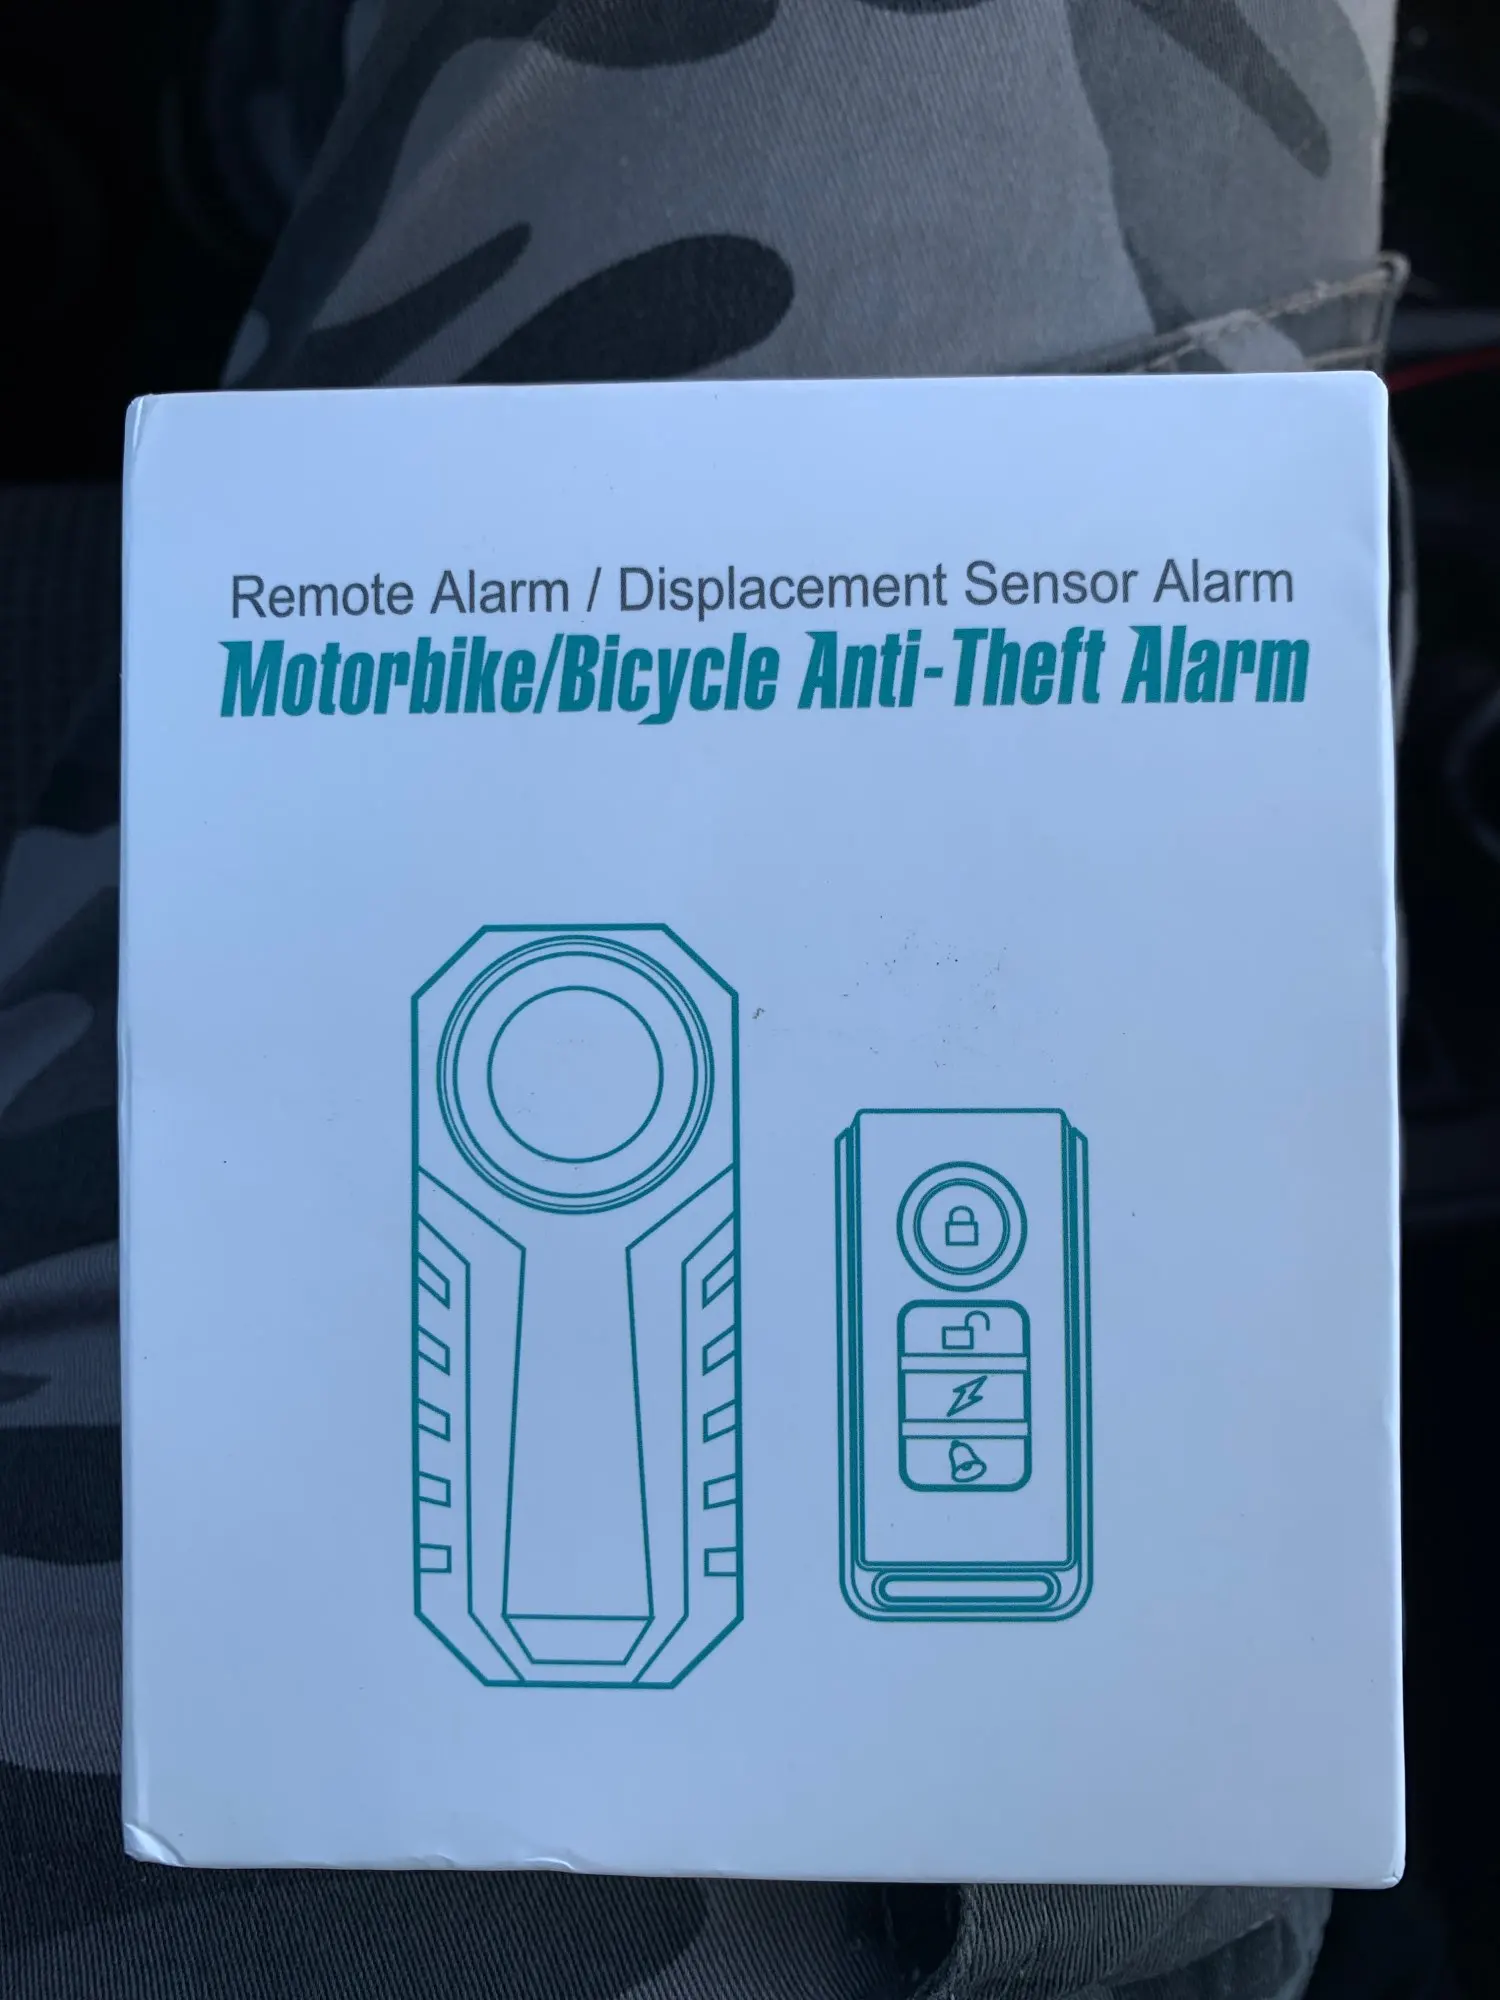 Remote Alarm / Displacement Sensor Alarm
Motorbike/Bicycle Anti-Theft Alarm